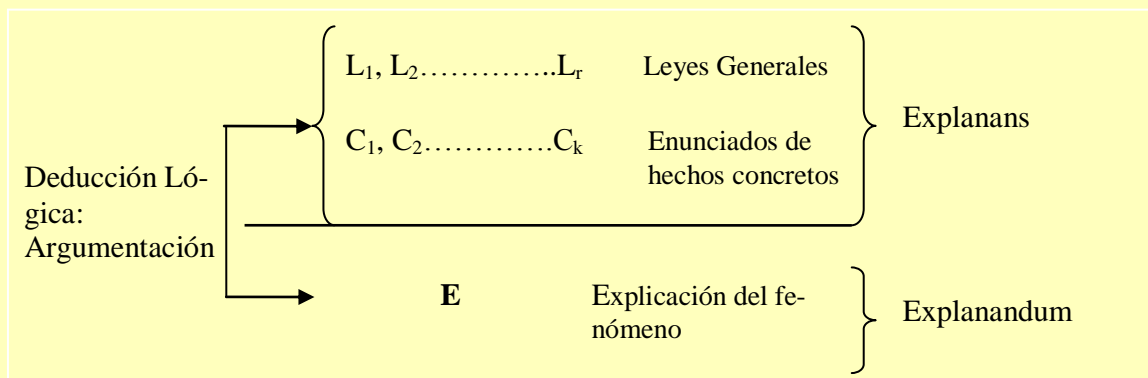 L₁, L₂…………..Lᵣ Leyes Generales
Explanans
C₁, C₂………….Cₖ Enunciados de
hechos concretos
Deducción Ló-
gica:
Argumentación
E Explicación del fe-
nómeno
Explanandum